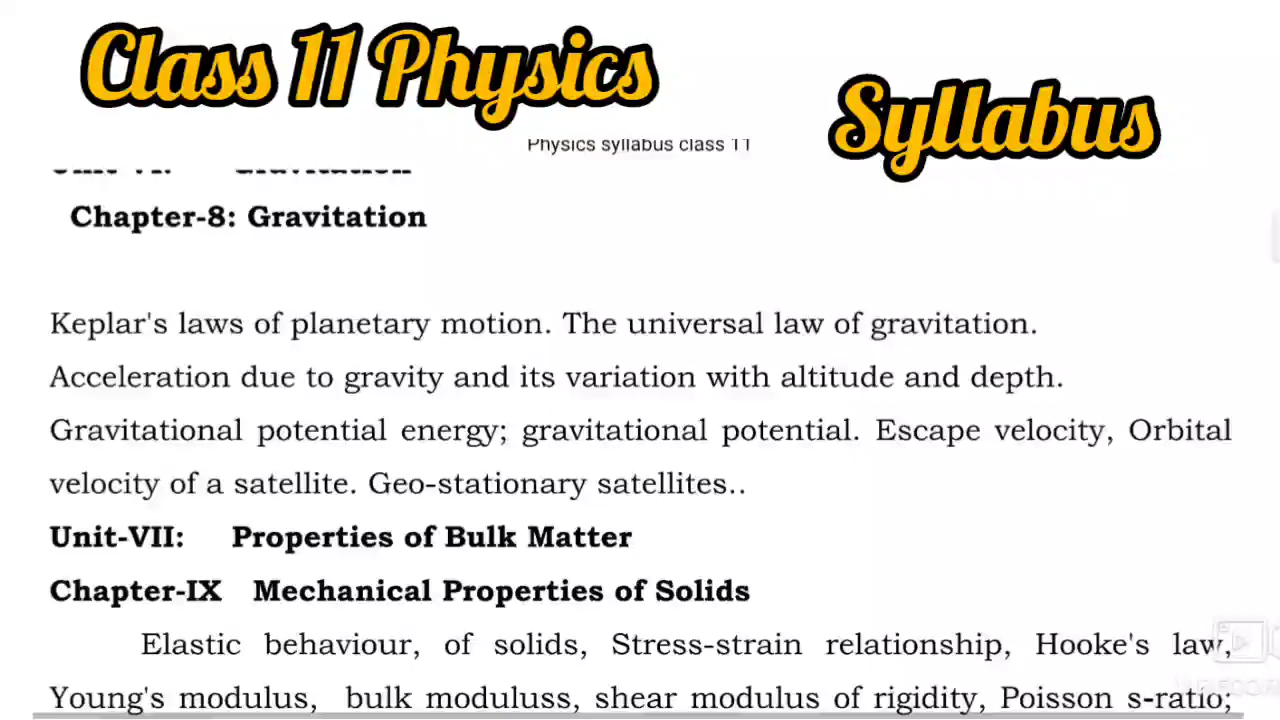 Class 11 Physics
Syllabus
Physics syllabus class 11
Chapter-8: Gravitation
Keplar's laws of planetary motion. The universal law of gravitation.
Acceleration due to gravity and its variation with altitude and depth.
Gravitational potential energy; gravitational potential. Escape velocity, Orbital
velocity of a satellite. Geo-stationary satellites..
Unit-VII: Properties of Bulk Matter
Chapter-IX Mechanical Properties of Solids
Elastic behaviour, of solids, Stress-strain relationship, Hooke's law,
Young's modulus, bulk moduluss, shear modulus of rigidity, Poisson s-ratio;